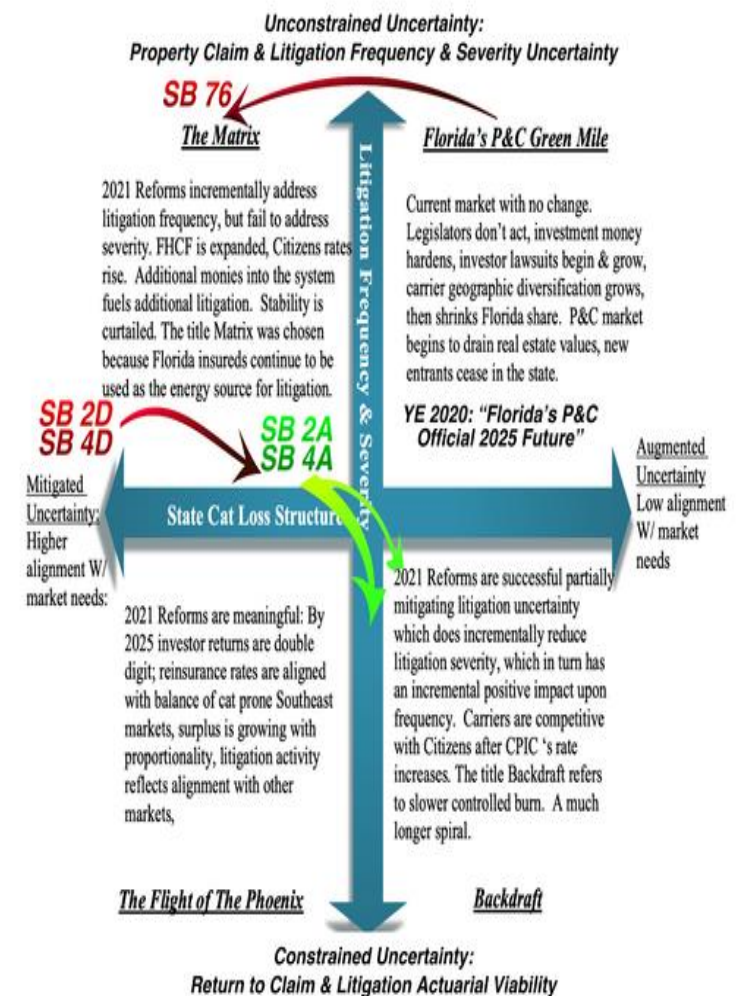 Unconstrained Uncertainty:
Property Claim & Litigation Frequency & Severity Uncertainty
SB 76
The Matrix
2021 Reforms incrementally address
litigation frequency, but fail to address
severity. FHCF is expanded, Citizens rates
rise. Additional monies into the system
fuels additional litigation. Stability is
curtailed. The title Matrix was chosen
because Florida insureds continue to be
used as the energy source for litigation.
Florida's P&C Green Mile
Current market with no change.
Legislators don't act, investment money
hardens, investor lawsuits begin & grow,
carrier geographic diversification grows,
then shrinks Florida share. P&C market
begins to drain real estate values, new
entrants cease in the state.
YE 2020: “Florida's P&C
Official 2025 Future”
Litigation Frequency & Severity
SB 2D
SB 4D
SB 2A
SB 4A
Mitigated
Uncertainty:
Higher
alignment W/
market needs:
State Cat Loss Structure
Augmented
Uncertainty
Low alignment
W/ market
needs
2021 Reforms are meaningful: By
2025 investor returns are double
digit; reinsurance rates are aligned
with balance of cat prone Southeast
markets, surplus is growing with
proportionality, litigation activity
reflects alignment with other
markets,
The Flight of The Phoenix
2021 Reforms are successful partially
mitigating litigation uncertainty
which does incrementally reduce
litigation severity, which in turn has
an incremental positive impact upon
frequency. Carriers are competitive
with Citizens after CPIC ‘s rate
increases. The title Backdraft refers
to slower controlled burn. A much
longer spiral.
Backdraft
Constrained Uncertainty:
Return to Claim & Litigation Actuarial Viability